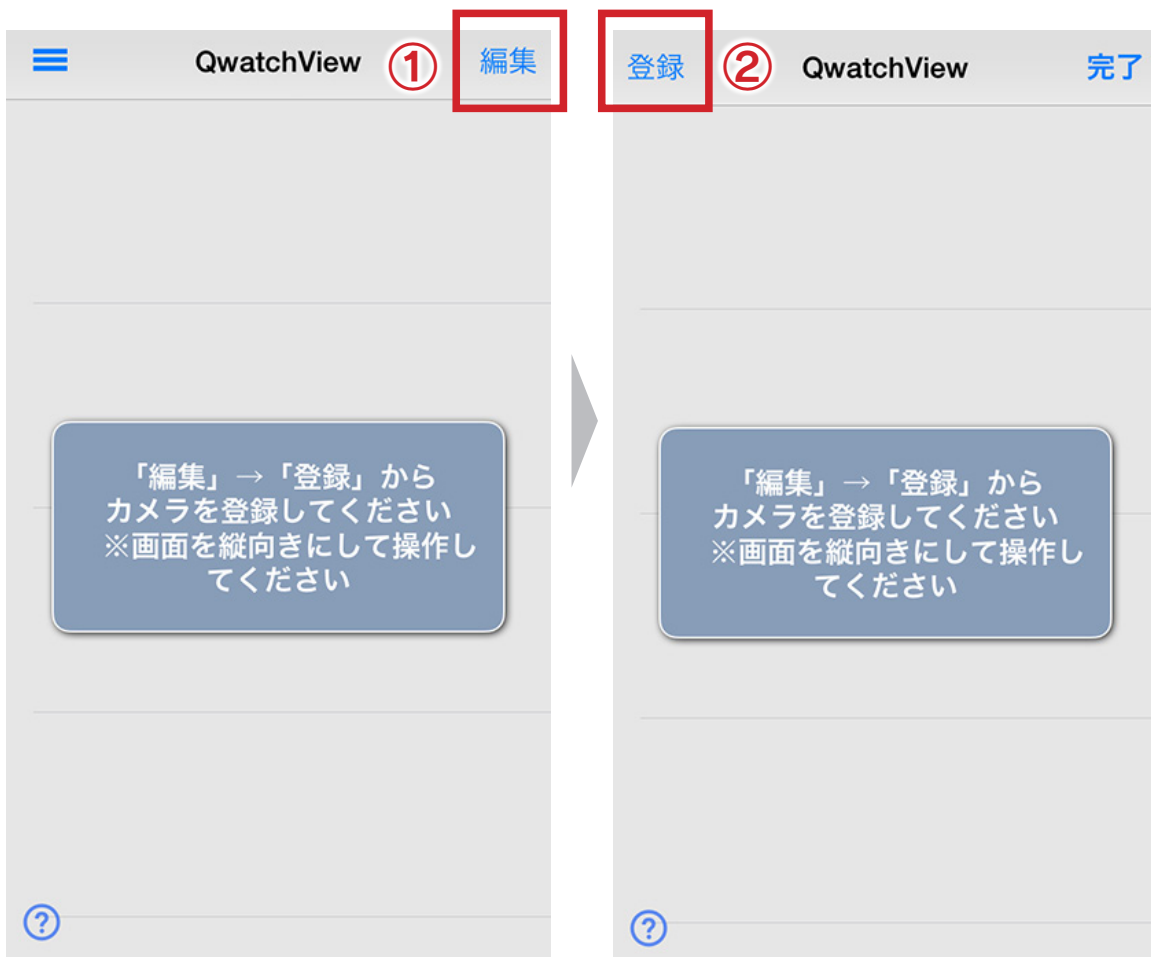 QwatchView ① 編集
「編集」→「登録」から
カメラを登録してください
※画面を縦向きにして操作し
てください
?
登録 ② QwatchView 完了
「編集」→「登録」から
カメラを登録してください
※画面を縦向きにして操作し
てください
?